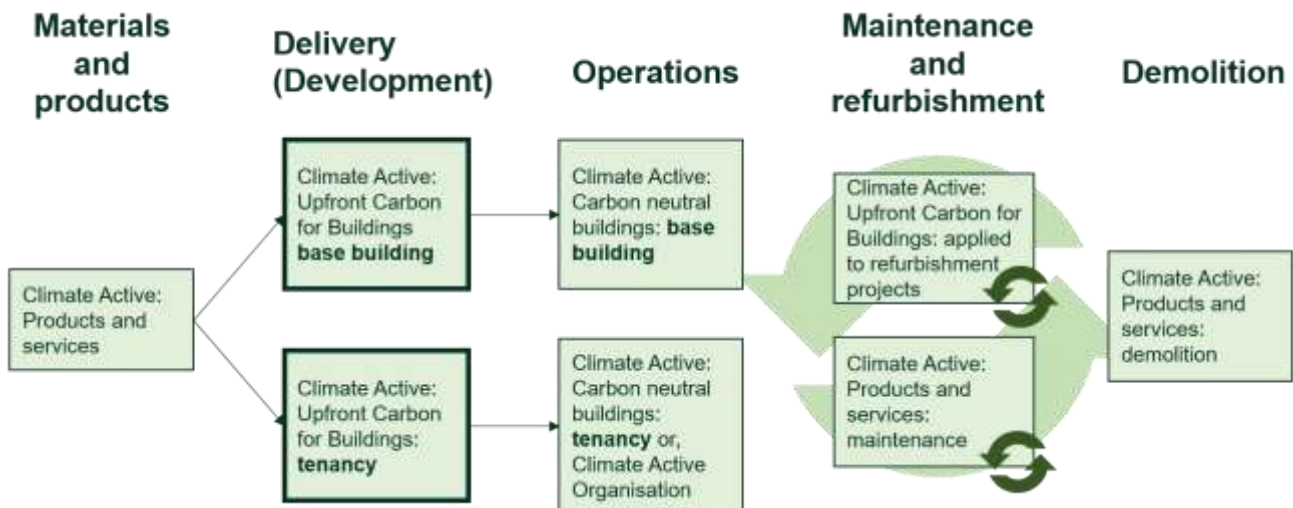 Materials
and
products
Delivery
(Development)
Operations
Maintenance
and
refurbishment
Demolition
Climate Active:
Products and
services
Climate Active:
Upfront Carbon
for Buildings
base building
Climate Active:
Upfront Carbon
for Buildings:
tenancy
Climate Active:
Carbon neutral
buildings: base
building
Climate Active:
Carbon neutral
buildings:
tenancy or,
Climate Active
Organisation
Climate Active:
Upfront Carbon for
Buildings: applied
to refurbishment
projects
Climate Active:
Products and
services:
maintenance
Climate Active:
Products and
services:
demolition